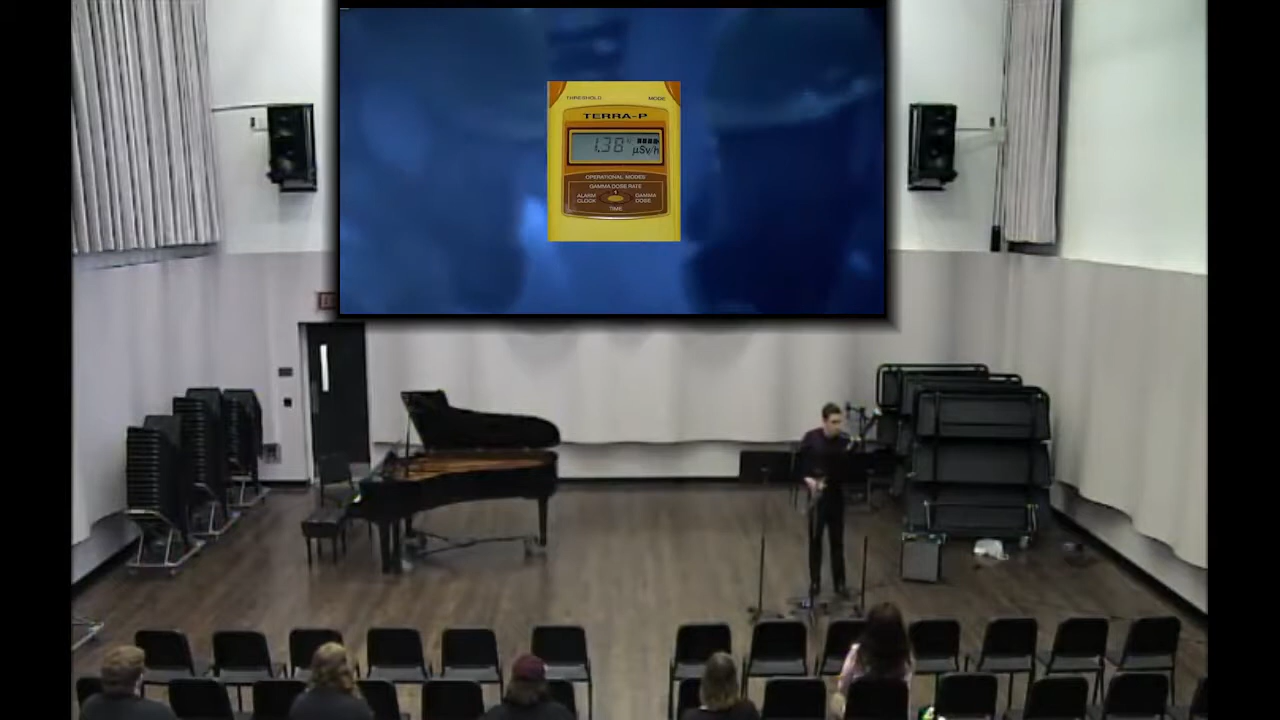 THRESHOLD MODE
TERRA-P
1.38
µSv/h
OPERATIONAL MODES
GAMMA DOSE RATE
ALARM CLOCK
GAMMA DOSE
TIME